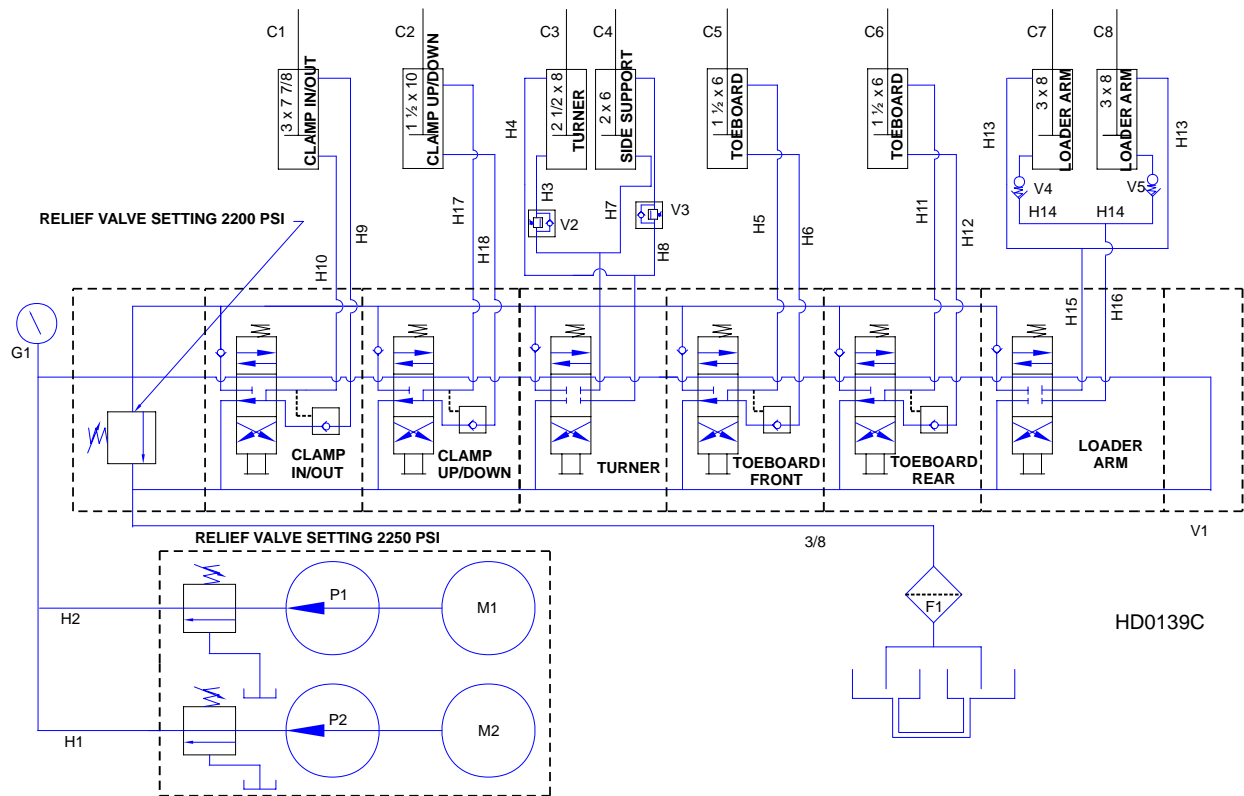 C1
C2
C3
C4
C5
C6
C7
C8
3 x 7 7/8
CLAMP IN/OUT
1 ½ x 10
CLAMP UP/DOWN
2 1/2 x 8
TURNER
2 x 6
SIDE SUPPORT
1 ½ x 6
TOEBOARD
1 ½ x 6
TOEBOARD
3 x 8
LOADER ARM
3 x 8
LOADER ARM
H4
H13
H13
H3
V4
V5
H17
H7
H11
H14
H14
RELIEF VALVE SETTING 2200 PSI
V2
V3
H9
H10
H18
H8
H5
H6
H12
H15
H16
G1
CLAMP
IN/OUT
CLAMP
UP/DOWN
TURNER
TOEBOARD
FRONT
TOEBOARD
REAR
LOADER
ARM
V1
RELIEF VALVE SETTING 2250 PSI
3/8
P1
M1
F1
H2
HD0139C
P2
M2
H1